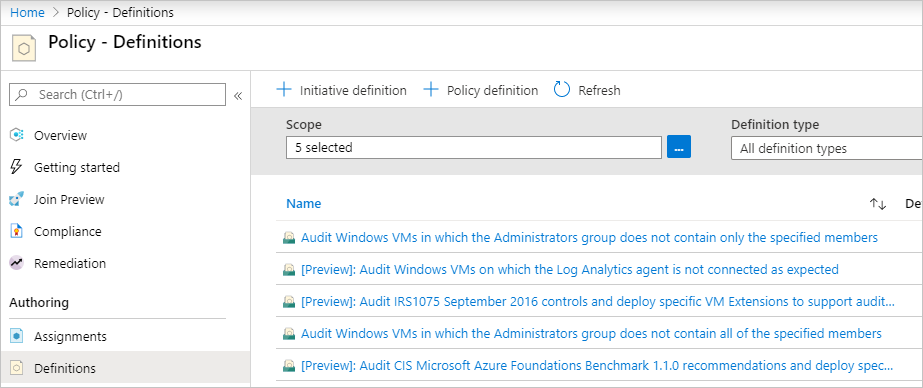 Home > Policy - Definitions
Policy - Definitions
Search (Ctrl+/)
«
Overview
Getting started
Join Preview
Compliance
Remediation
Authoring
Assignments
Definitions
+ Initiative definition + Policy definition Refresh
Scope
5 selected
...
Definition type
All definition types
Name ↑↓ De
Audit Windows VMs in which the Administrators group does not contain only the specified members
[Preview]: Audit Windows VMs on which the Log Analytics agent is not connected as expected
[Preview]: Audit IRS1075 September 2016 controls and deploy specific VM Extensions to support audit...
Audit Windows VMs in which the Administrators group does not contain all of the specified members
[Preview]: Audit CIS Microsoft Azure Foundations Benchmark 1.1.0 recommendations and deploy spec...